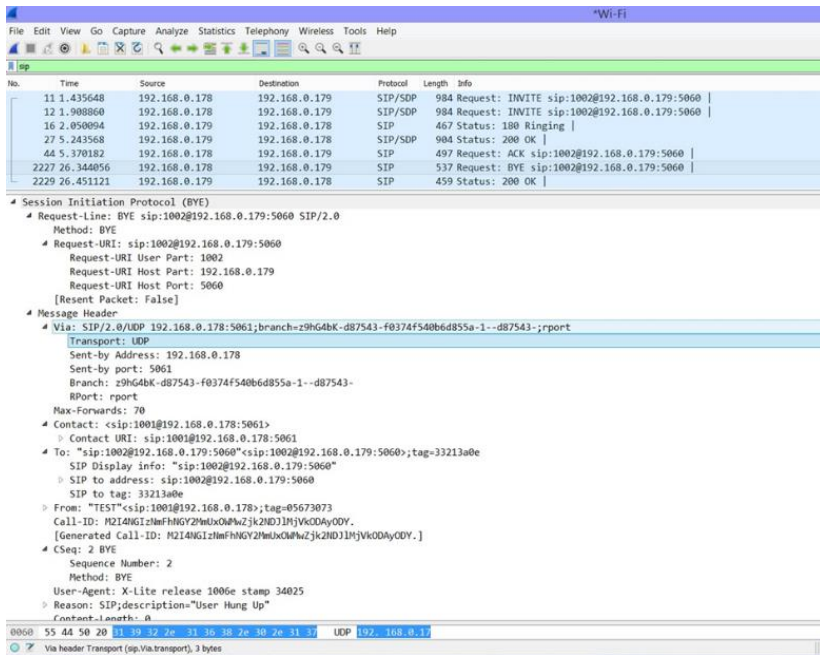 *Wi-Fi
File Edit View Go Capture Analyze Statistics Telephony Wireless Tools Help
sip
No. Time Source Destination Protocol Length Info
11 1.435648 192.168.0.178 192.168.0.179 SIP/SDP 984 Request: INVITE sip:1002@192.168.0.179:5060 |
12 1.908860 192.168.0.178 192.168.0.179 SIP/SDP 984 Request: INVITE sip:1002@192.168.0.179:5060 |
16 2.050094 192.168.0.179 192.168.0.178 SIP 467 Status: 180 Ringing |
27 5.243568 192.168.0.179 192.168.0.178 SIP/SDP 904 Status: 200 OK |
44 5.370182 192.168.0.178 192.168.0.179 SIP 497 Request: ACK sip:1002@192.168.0.179:5060 |
2227 26.344056 192.168.0.178 192.168.0.179 SIP 537 Request: BYE sip:1002@192.168.0.179:5060 |
2229 26.451121 192.168.0.179 192.168.0.178 SIP 459 Status: 200 OK |
Session Initiation Protocol (BYE)
Request-Line: BYE sip:1002@192.168.0.179:5060 SIP/2.0
Method: BYE
Request-URI: sip:1002@192.168.0.179:5060
Request-URI User Part: 1002
Request-URI Host Part: 192.168.0.179
Request-URI Host Port: 5060
[Resent Packet: False]
Message Header
Via: SIP/2.0/UDP 192.168.0.178:5061;branch=z9hG4bK-d87543-f0374f540b6d855a-1--d87543-;rport
Transport: UDP
Sent-by Address: 192.168.0.178
Sent-by port: 5061
Branch: z9hG4bK-d87543-f0374f540b6d855a-1--d87543-
RPort: rport
Max-Forwards: 70
Contact: <sip:1001@192.168.0.178:5061>
Contact URI: sip:1001@192.168.0.178:5061
To: "sip:1002@192.168.0.179:5060"<sip:1002@192.168.0.179:5060>;tag=33213a0e
SIP Display info: "sip:1002@192.168.0.179:5060"
SIP to address: sip:1002@192.168.0.179:5060
SIP to tag: 33213a0e
From: "TEST"<sip:1001@192.168.0.178>;tag=05673073
Call-ID: M2I4NGIzNmFhNGY2MmUxOWMwZjk2NDJlMjVkODAyODY.
[Generated Call-ID: M2I4NGIzNmFhNGY2MmUxOWMwZjk2NDJlMjVkODAyODY.]
CSeq: 2 BYE
Sequence Number: 2
Method: BYE
User-Agent: X-Lite release 1006e stamp 34025
Reason: SIP;description="User Hung Up"
Content-Length: 0
0060 55 44 50 20 31 39 32 2e 31 36 38 2e 30 2e 31 37 UDP 192. 168.0.17
Via header Transport (sip.Via.transport), 3 bytes